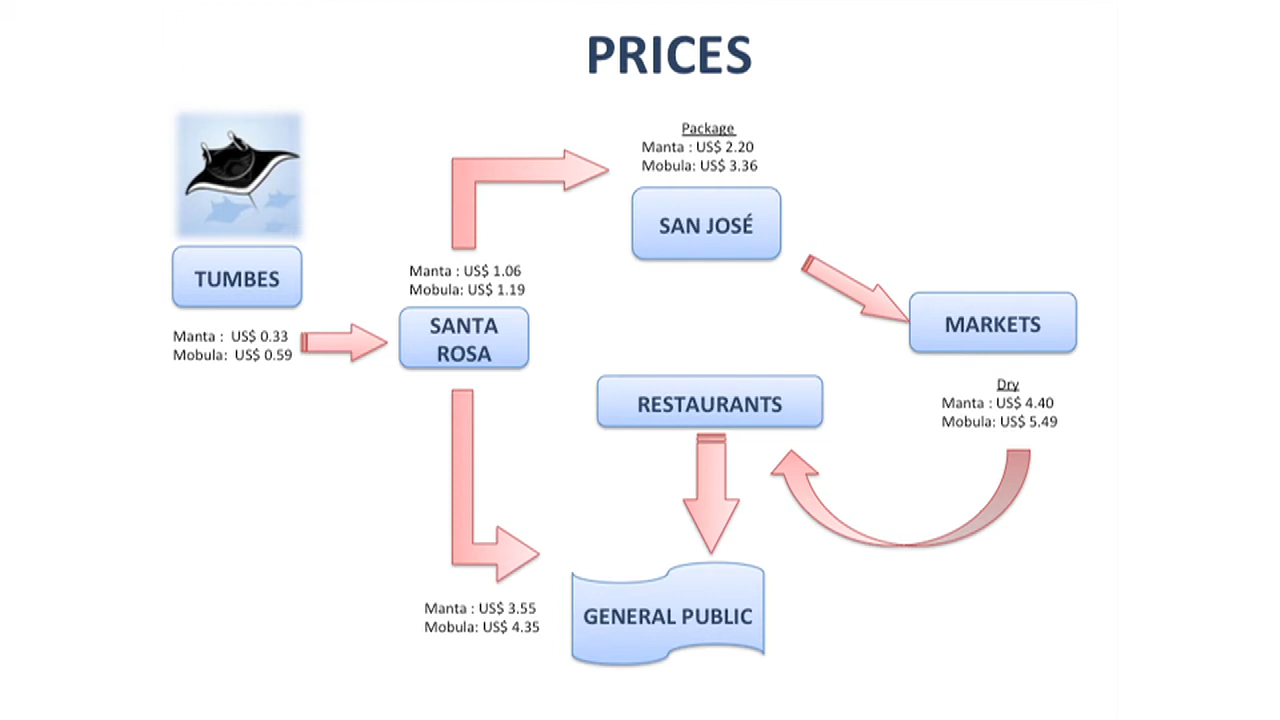 PRICES
Package
Manta : US$ 2.20
Mobula: US$ 3.36
SAN JOSÉ
TUMBES
Manta : US$ 0.33
Mobula: US$ 0.59
Manta : US$ 1.06
Mobula: US$ 1.19
SANTA
ROSA
MARKETS
Dry
Manta : US$ 4.40
Mobula: US$ 5.49
RESTAURANTS
Manta : US$ 3.55
Mobula: US$ 4.35
GENERAL PUBLIC